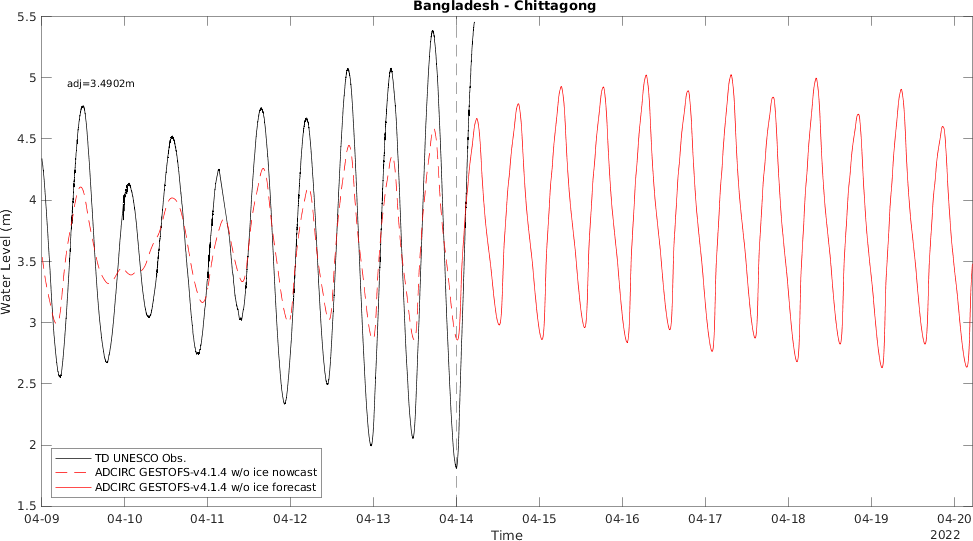 Bangladesh - Chittagong
5.5
5
4.5
4
3.5
3
2.5
2
1.5
Water Level (m)
adj=3.4902m
TD UNESCO Obs.
ADCIRC GESTOFS-v4.1.4 w/o ice nowcast
ADCIRC GESTOFS-v4.1.4 w/o ice forecast
04-09 04-10 04-11 04-12 04-13 04-14 04-15 04-16 04-17 04-18 04-19 04-20
Time
2022